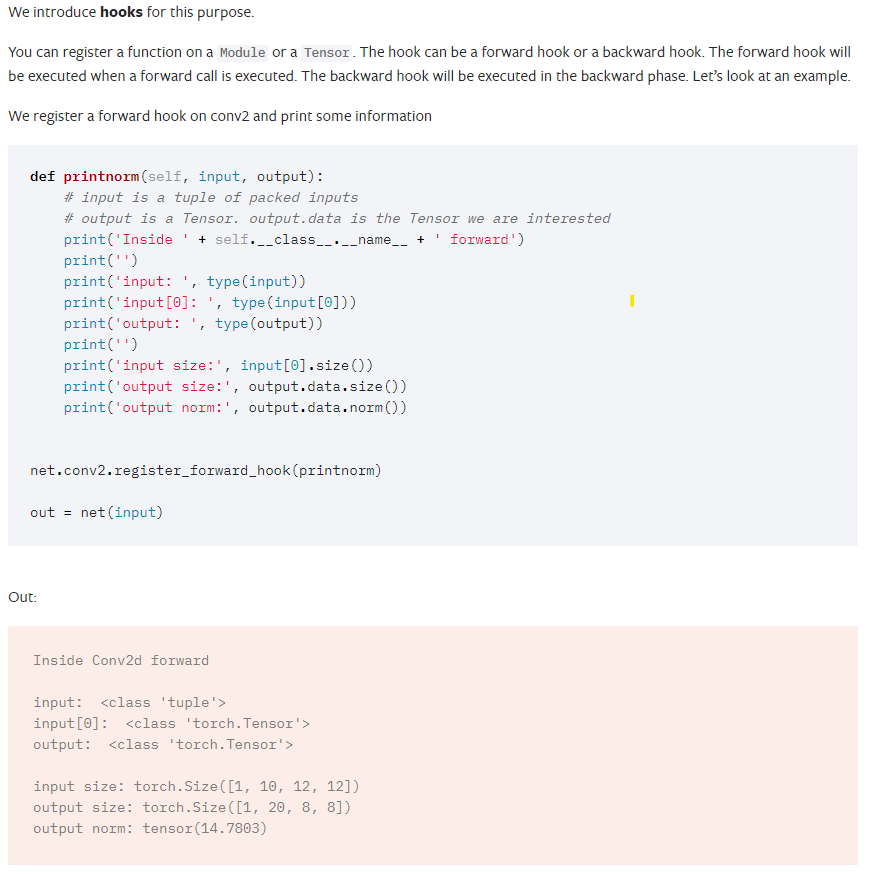 We introduce hooks for this purpose.
You can register a function on a Module or a Tensor. The hook can be a forward hook or a backward hook. The forward hook will
be executed when a forward call is executed. The backward hook will be executed in the backward phase. Let’s look at an example.
We register a forward hook on conv2 and print some information
def printnorm(self, input, output):
    # input is a tuple of packed inputs
    # output is a Tensor. output.data is the Tensor we are interested
    print('Inside ' + self.__class__.__name__ + ' forward')
    print('')
    print('input: ', type(input))
    print('input[0]: ', type(input[0]))
    print('output: ', type(output))
    print('')
    print('input size:', input[0].size())
    print('output size:', output.data.size())
    print('output norm:', output.data.norm())
net.conv2.register_forward_hook(printnorm)
out = net(input)
Out:
Inside Conv2d forward
input:  <class 'tuple'>
input[0]:  <class 'torch.Tensor'>
output:  <class 'torch.Tensor'>
input size: torch.Size([1, 10, 12, 12])
output size: torch.Size([1, 20, 8, 8])
output norm: tensor(14.7803)